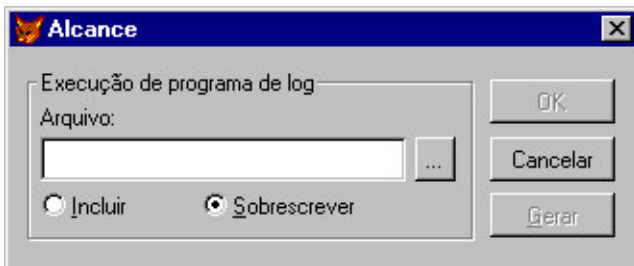 Alcance
Execução de programa de log
Arquivo:
...
Incluir
Sobrescrever
OK
Cancelar
Gerar